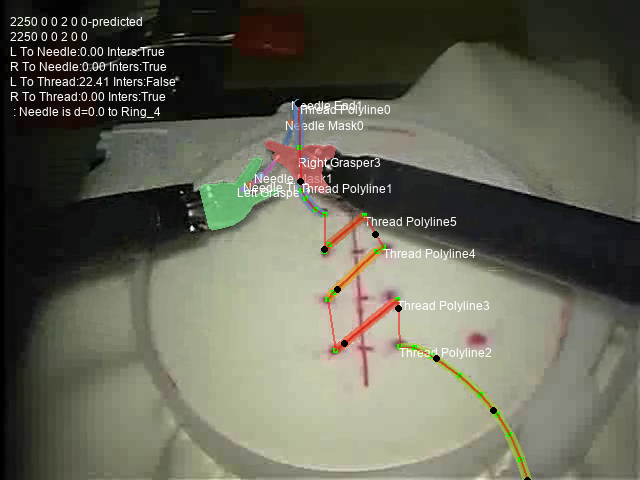 2250 0 0 2 0 0-predicted
2250 0 0 2 0 0
L To Needle:0.00 Inters:True
R To Needle:0.00 Inters:True
L To Thread:22.41 Inters:False
R To Thread:0.00 Inters:True
: Needle is d=0.0 to Ring_4
Needle End1
Thread Polyline0
Needle Mask0
Right Grasper3
Needle Mask1
Thread Polyline1
Thread Polyline5
Thread Polyline4
Thread Polyline3
Thread Polyline2